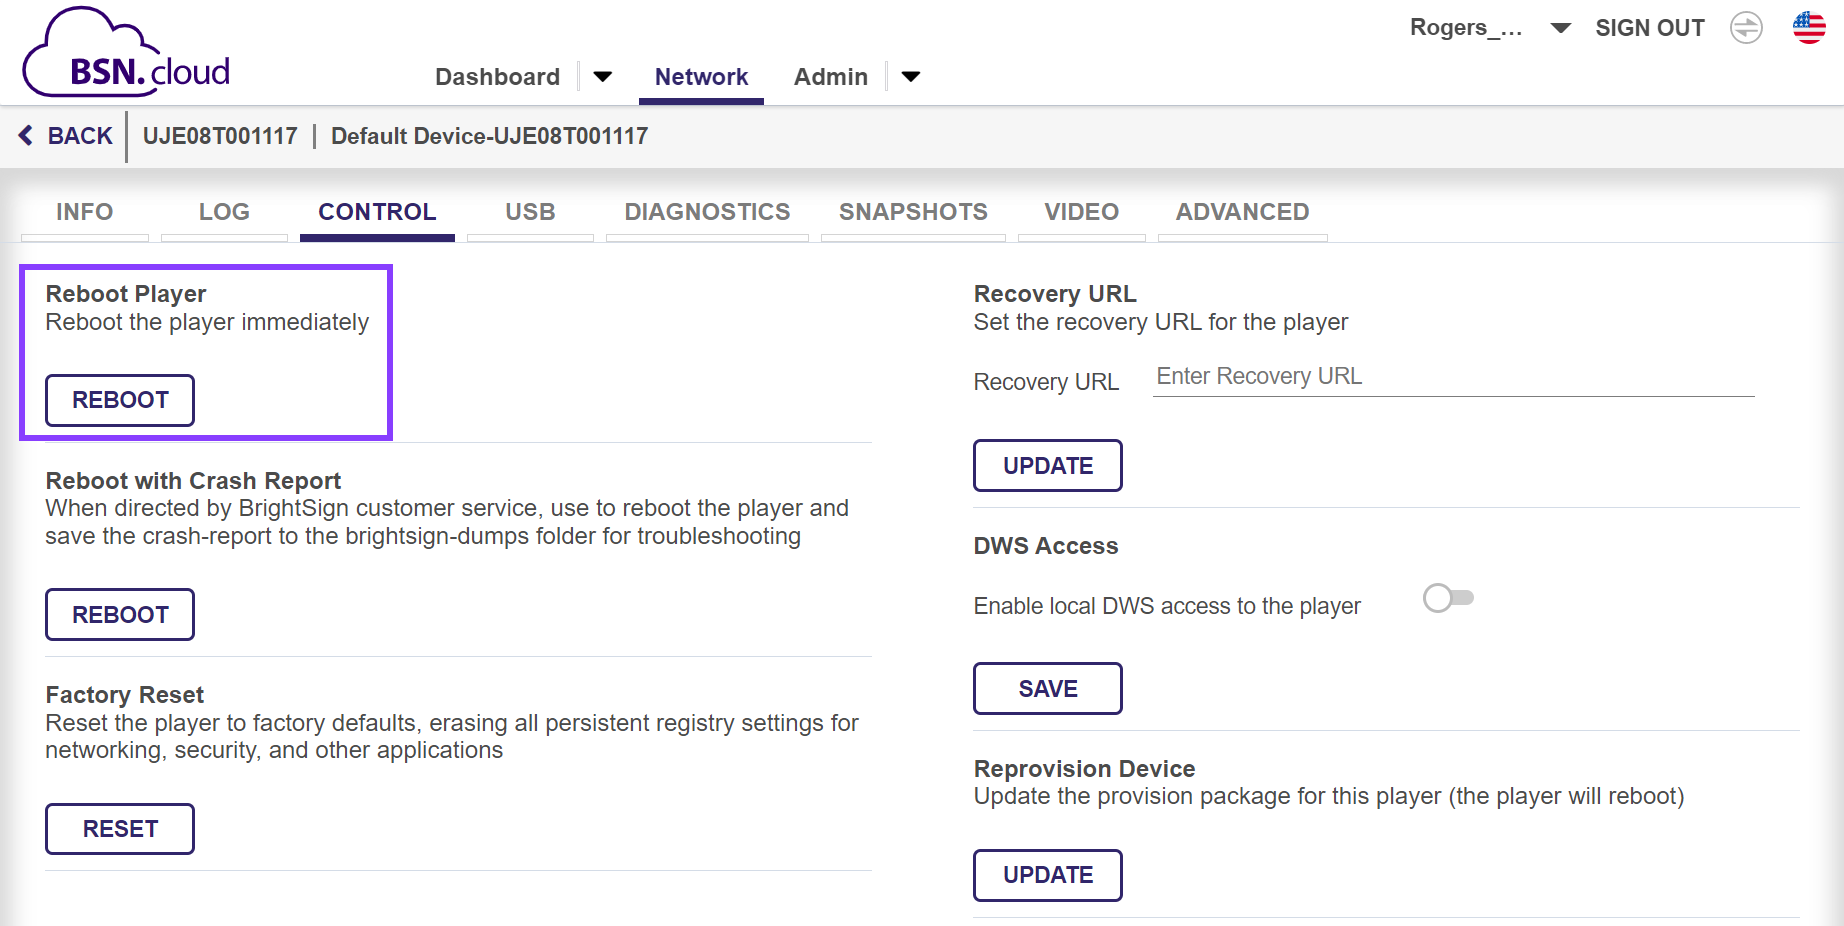 BSN.cloud
Dashboard
Network
Admin
Rogers_...
SIGN OUT
BACK
UJE08T001117
Default Device-UJE08T001117
INFO
LOG
CONTROL
USB
DIAGNOSTICS
SNAPSHOTS
VIDEO
ADVANCED
Reboot Player
Reboot the player immediately
REBOOT
Reboot with Crash Report
When directed by BrightSign customer service, use to reboot the player and
save the crash-report to the brightsign-dumps folder for troubleshooting
REBOOT
Factory Reset
Reset the player to factory defaults, erasing all persistent registry settings for
networking, security, and other applications
RESET
Recovery URL
Set the recovery URL for the player
Recovery URL
Enter Recovery URL
UPDATE
DWS Access
Enable local DWS access to the player
SAVE
Reprovision Device
Update the provision package for this player (the player will reboot)
UPDATE